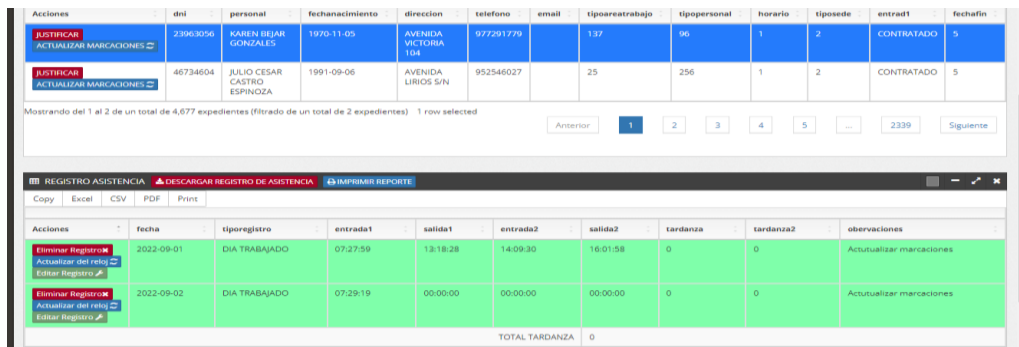 Acciones dni personal fechanacimiento direccion telefono email tipoareatrabajo tipopersonal horario tiposede entrad1 fechafin
JUSTIFICAR 23963056 KAREN BEJAR 1970-11-05 AVENIDA 977291779 137 96 1 2 CONTRATADO 5
ACTUALIZAR MARCACIONES GONZALES VICTORIA
104
JUSTIFICAR 46734604 JULIO CESAR 1991-09-06 AVENIDA 952546027 25 256 1 2 CONTRATADO 5
ACTUALIZAR MARCACIONES CASTRO LIRIOS S/N
ESPINOZA
Mostrando del 1 al 2 de un total de 4,677 expedientes (filtrado de un total de 2 expedientes) 1 row selected
Anterior 1 2 3 4 5 ... 2339 Siguiente
REGISTRO ASISTENCIA DESCARGAR REGISTRO DE ASISTENCIA IMPRIMIR REPORTE
Copy Excel CSV PDF Print
Acciones fecha tiporegistro entrada1 salida1 entrada2 salida2 tardanza tardanza2 obervaciones
Eliminar Registro 2022-09-01 DIA TRABAJADO 07:27:59 13:18:28 14:09:30 16:01:58 0 0 Actutualizar marcaciones
Actualizar del reloj
Editar Registro
Eliminar Registro 2022-09-02 DIA TRABAJADO 07:29:19 00:00:00 00:00:00 00:00:00 0 0 Actutualizar marcaciones
Actualizar del reloj
Editar Registro
TOTAL TARDANZA 0